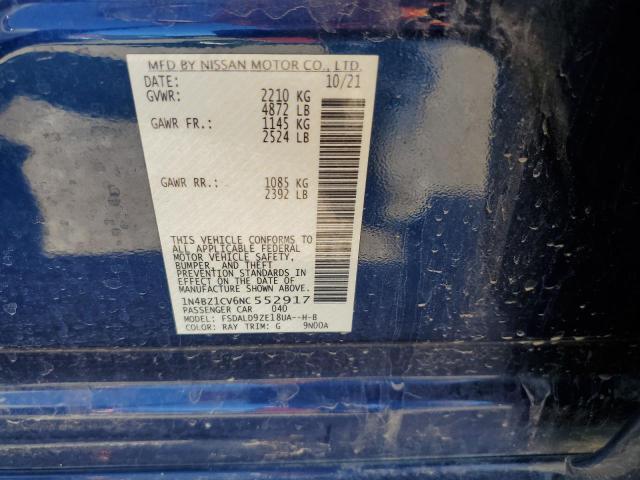 MFD BY NISSAN MOTOR CO., LTD.
DATE: 10/21
GVWR: 2210 KG
4872 LB
GAWR FR.: 1145 KG
2524 LB
GAWR RR.: 1085 KG
2392 LB
THIS VEHICLE CONFORMS TO
ALL APPLICABLE FEDERAL
MOTOR VEHICLE SAFETY,
BUMPER, AND THEFT
PREVENTION STANDARDS IN
EFFECT ON THE DATE OF
MANUFACTURE SHOWN ABOVE.
1N4BZ1CV6NC552917
PASSENGER CAR 040
MODEL: FSDALD9ZE18UA--H-B
COLOR: RAY TRIM: G 9N00A